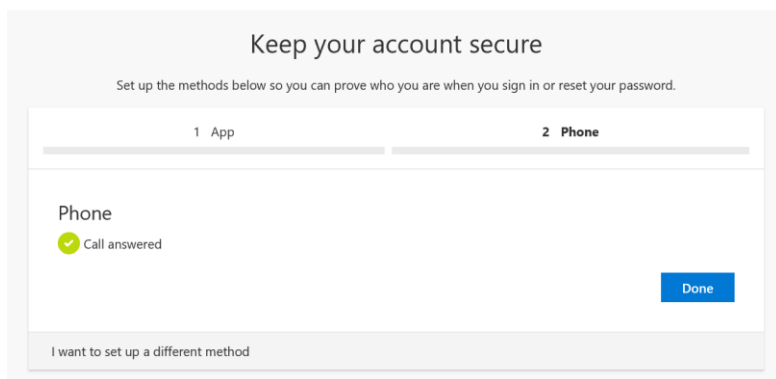 Keep your account secure
Set up the methods below so you can prove who you are when you sign in or reset your password.
1 App
2 Phone
Phone
Call answered
Done
I want to set up a different method